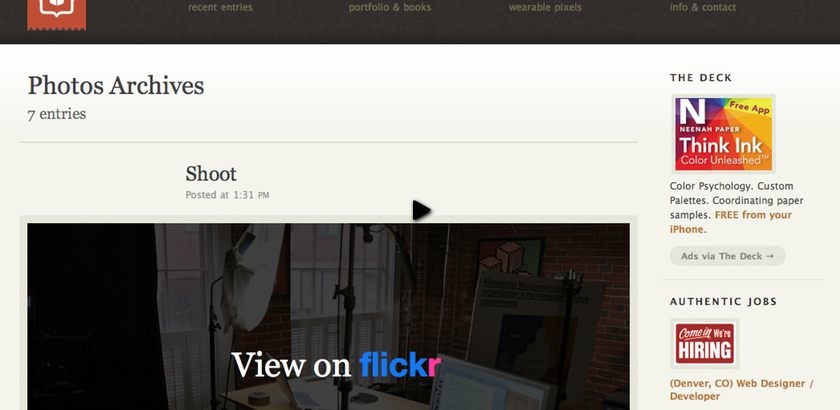 recent entries
portfolio & books
wearable pixels
info & contact
Photos Archives
7 entries
Shoot
Posted at 1:31 PM
View on flickr
THE DECK
N
Free App
NEENAH PAPER
Think Ink
Color Unleashed™
Color Psychology. Custom
Palettes. Coordinating paper
samples. FREE from your
iPhone.
Ads via The Deck →
AUTHENTIC JOBS
Come in We're
HIRING
(Denver, CO) Web Designer /
Developer